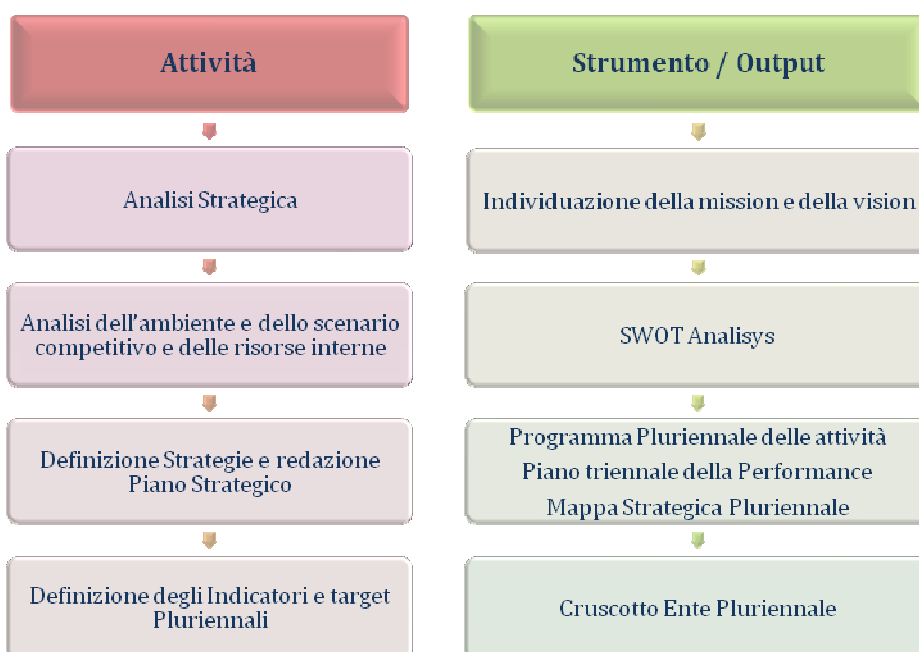 Attività
Analisi Strategica
Analisi dell'ambiente e dello scenario
competitivo e delle risorse interne
Definizione Strategie e redazione
Piano Strategico
Definizione degli Indicatori e target
Pluriennali
Strumento / Output
Individuazione della mission e della vision
SWOT Analisys
Programma Pluriennale delle attività
Piano triennale della Performance
Mappa Strategica Pluriennale
Cruscotto Ente Pluriennale